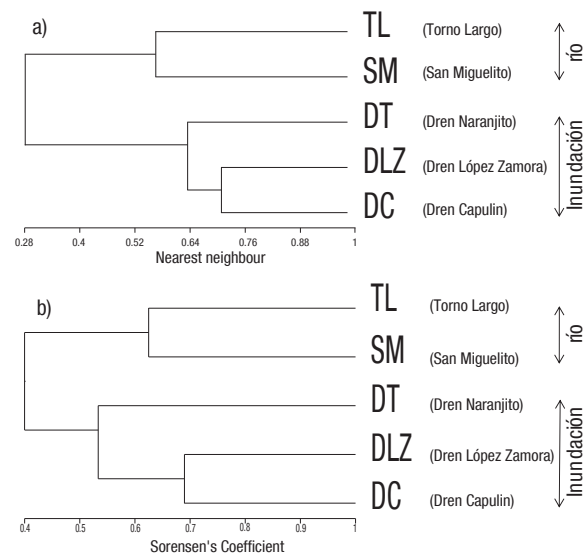 a)
TL (Torno Largo)
SM (San Miguelito)
río
DT (Dren Naranjito)
DLZ (Dren López Zamora)
DC (Dren Capulin)
Inundación
0.28 0.4 0.52 0.64 0.76 0.88 1
Nearest neighbour
b)
TL (Torno Largo)
SM (San Miguelito)
río
DT (Dren Naranjito)
DLZ (Dren López Zamora)
DC (Dren Capulin)
Inundación
0.4 0.5 0.6 0.7 0.8 0.9 1
Sorensen's Coefficient